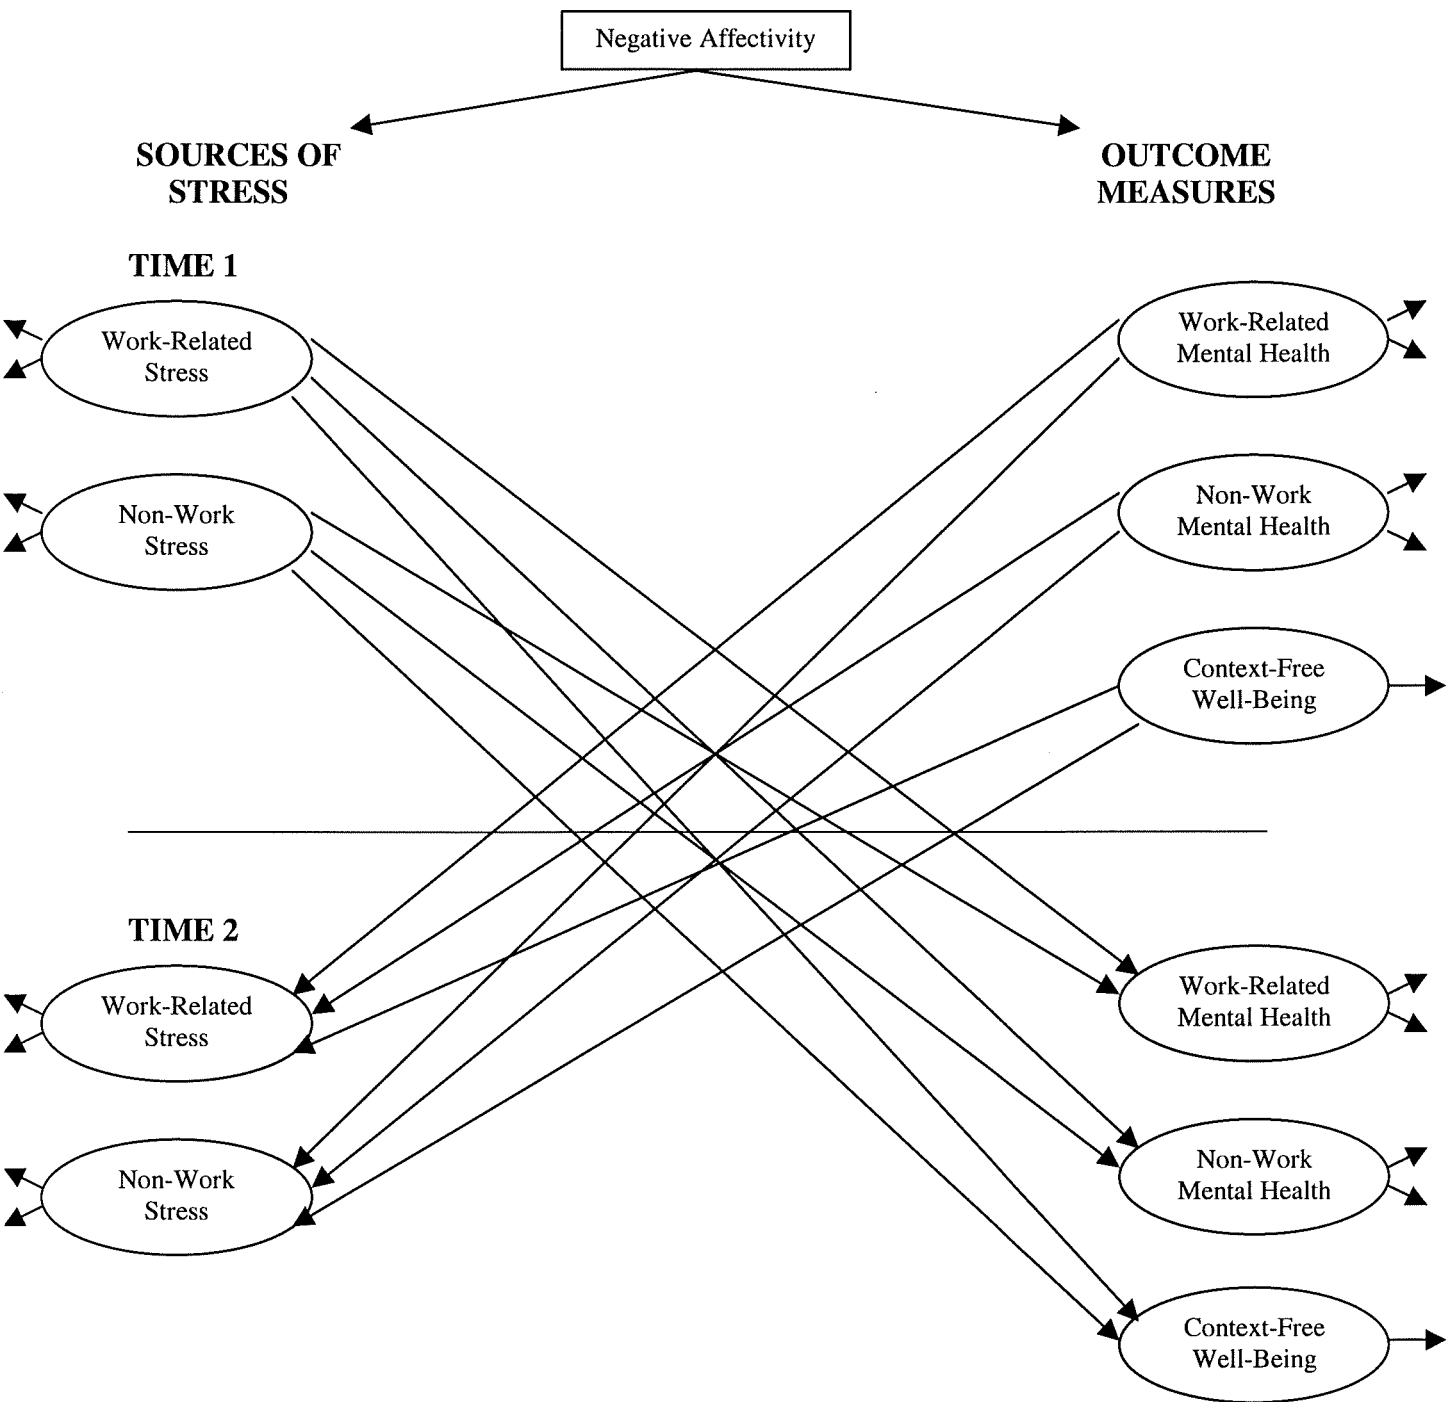 Negative Affectivity
SOURCES OF
STRESS
OUTCOME
MEASURES
TIME 1
Work-Related
Stress
Work-Related
Mental Health
Non-Work
Stress
Non-Work
Mental Health
Context-Free
Well-Being
TIME 2
Work-Related
Stress
Work-Related
Mental Health
Non-Work
Stress
Non-Work
Mental Health
Context-Free
Well-Being